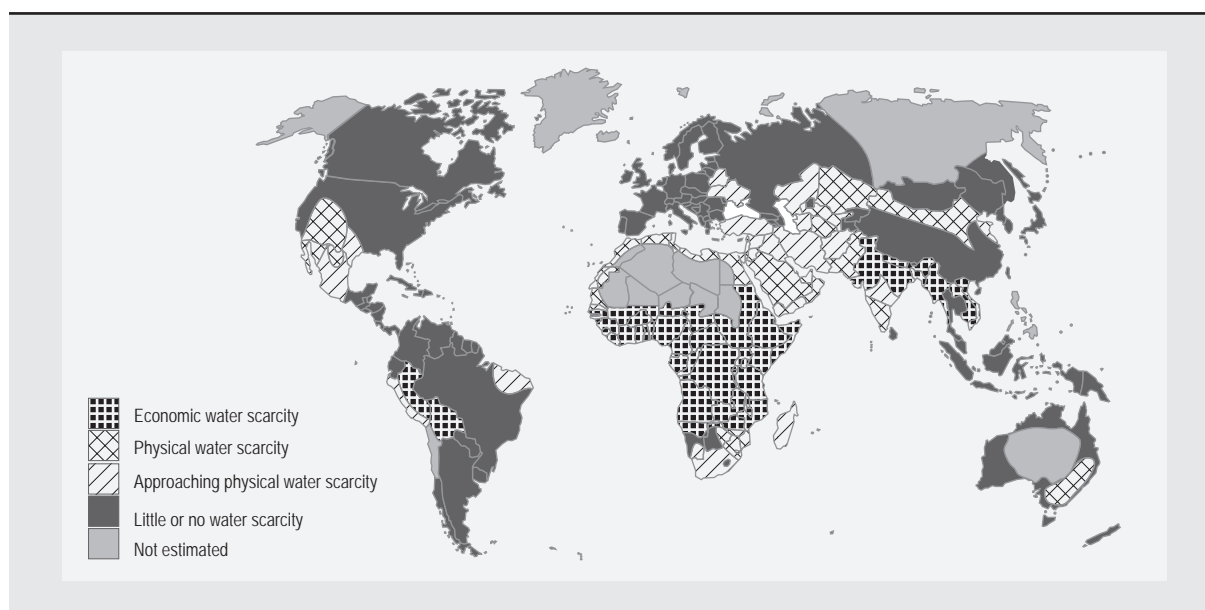 Economic water scarcity
Physical water scarcity
Approaching physical water scarcity
Little or no water scarcity
Not estimated